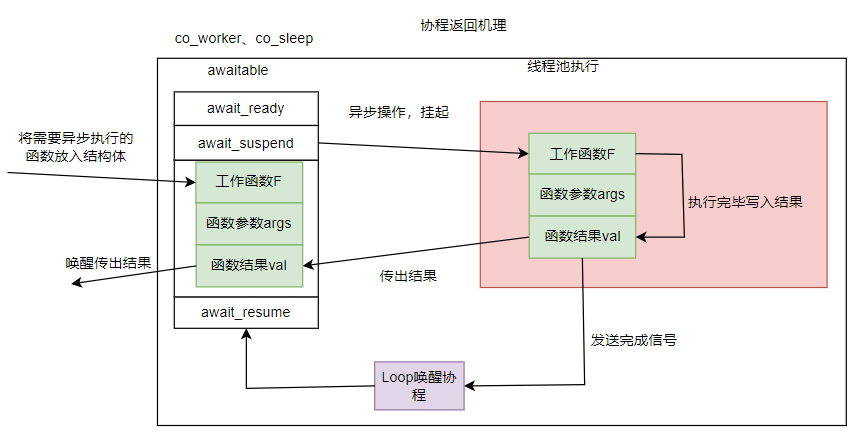 协程返回机理
co_worker、co_sleep
awaitable
线程池执行
await_ready
异步操作，挂起
await_suspend
将需要异步执行的
函数放入结构体
工作函数F
函数参数args
函数结果val
工作函数F
函数参数args
函数结果val
执行完毕写入结果
唤醒传出结果
传出结果
await_resume
发送完成信号
Loop唤醒协
程